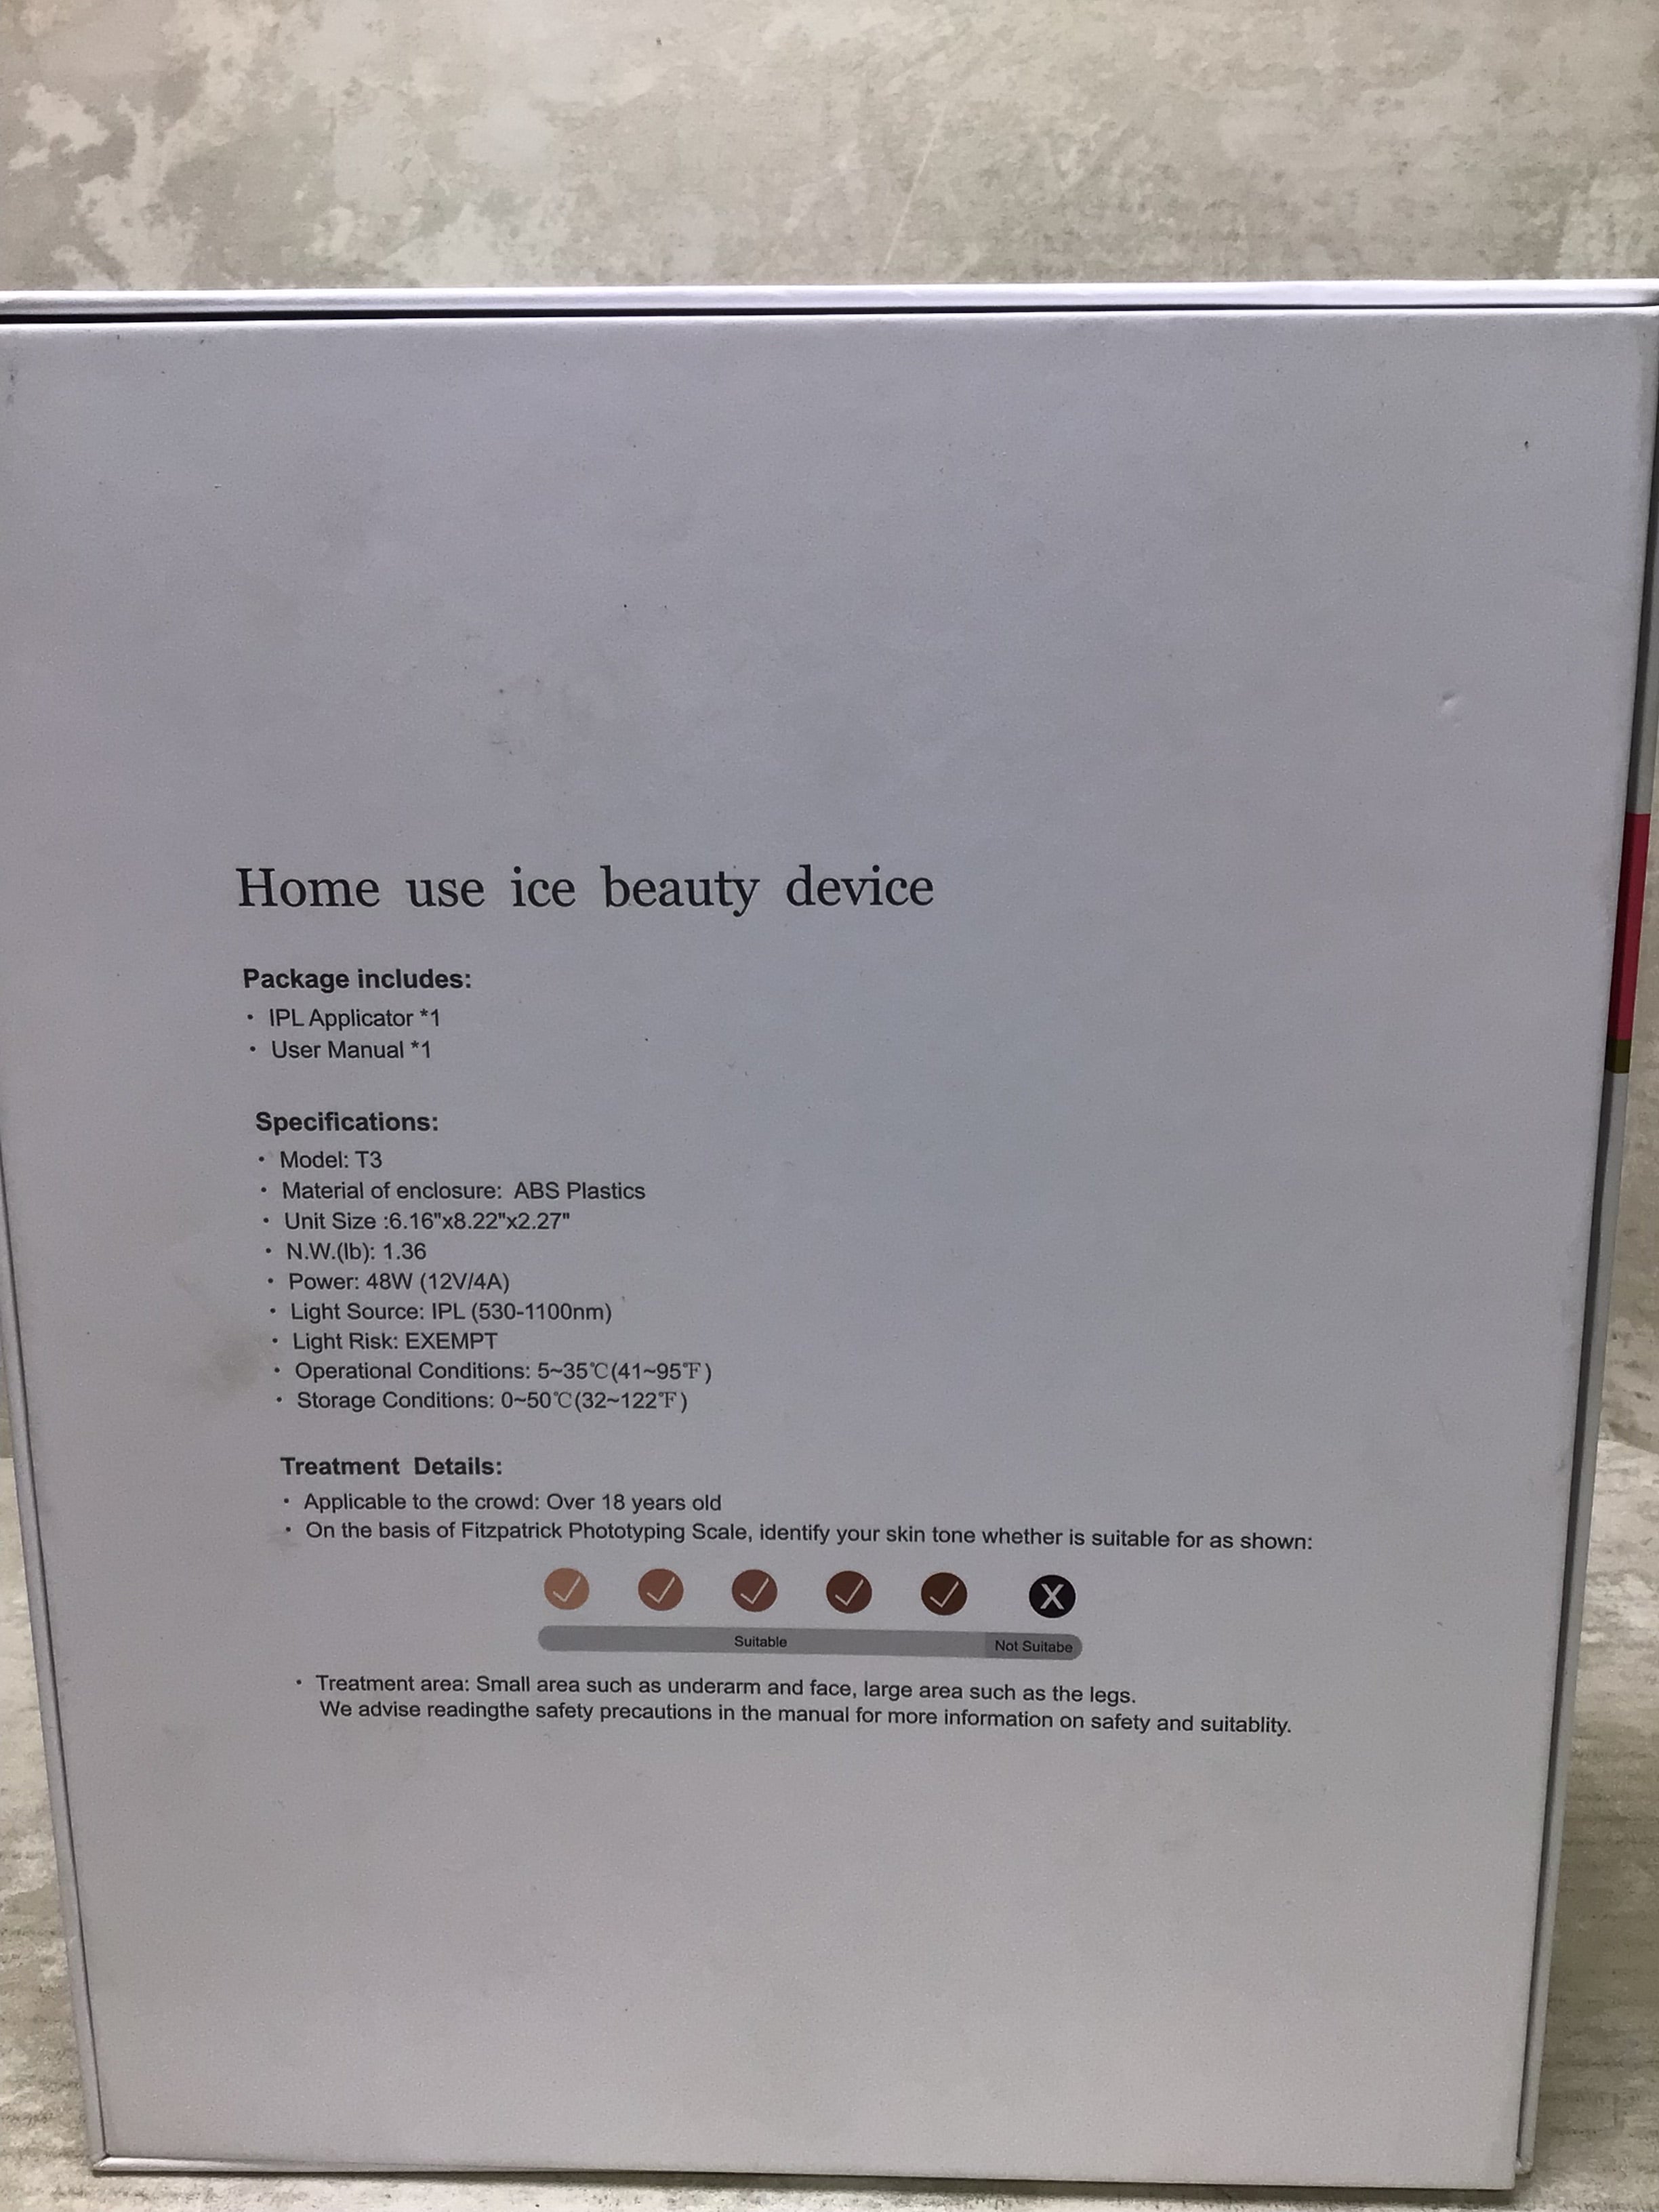 Home use ice beauty device
Package includes:
• IPL Applicator *1
• User Manual *1
Specifications:
• Model: T3
• Material of enclosure: ABS Plastics
• Unit Size :6.16"x8.22"x2.27"
• N.W.(lb): 1.36
• Power: 48W (12V/4A)
• Light Source: IPL (530-1100nm)
• Light Risk: EXEMPT
• Operational Conditions: 5~35℃(41~95℉)
• Storage Conditions: 0~50℃(32~122℉)
Treatment Details:
• Applicable to the crowd: Over 18 years old
• On the basis of Fitzpatrick Phototyping Scale, identify your skin tone whether is suitable for as shown:
X
Suitable Not Suitabe
• Treatment area: Small area such as underarm and face, large area such as the legs.
We advise readingthe safety precautions in the manual for more information on safety and suitablity.